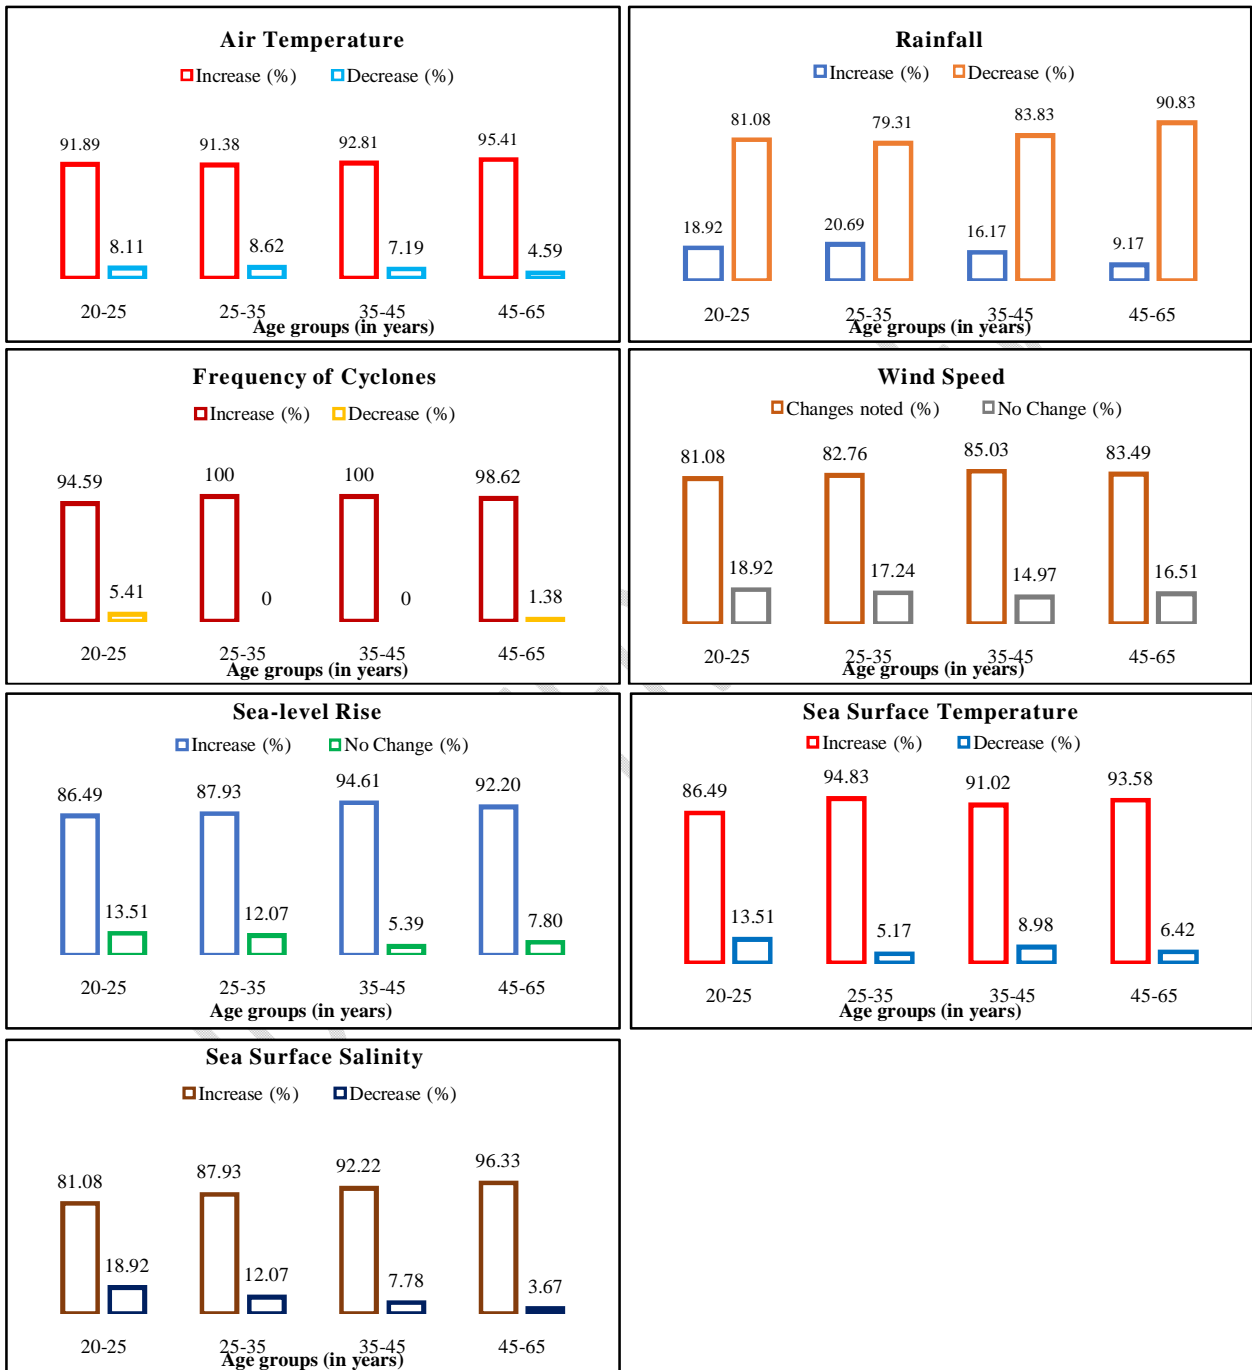 Air Temperature
Increase (%) Decrease (%)
91.89 91.38 92.81 95.41
8.11 8.62 7.19 4.59
20-25 25-35 35-45 45-65
Age groups (in years)
Rainfall
Increase (%) Decrease (%)
81.08 79.31 83.83 90.83
18.92 20.69 16.17 9.17
20-25 25-35 35-45 45-65
Age groups (in years)
Frequency of Cyclones
Increase (%) Decrease (%)
94.59 100 100 98.62
5.41 0 0 1.38
20-25 25-35 35-45 45-65
Age groups (in years)
Wind Speed
Changes noted (%) No Change (%)
81.08 82.76 85.03 83.49
18.92 17.24 14.97 16.51
20-25 25-35 35-45 45-65
Age groups (in years)
Sea-level Rise
Increase (%) No Change (%)
86.49 87.93 94.61 92.20
13.51 12.07 5.39 7.80
20-25 25-35 35-45 45-65
Age groups (in years)
Sea Surface Temperature
Increase (%) Decrease (%)
86.49 94.83 91.02 93.58
13.51 5.17 8.98 6.42
20-25 25-35 35-45 45-65
Age groups (in years)
Sea Surface Salinity
Increase (%) Decrease (%)
81.08 87.93 92.22 96.33
18.92 12.07 7.78 3.67
20-25 25-35 35-45 45-65
Age groups (in years)